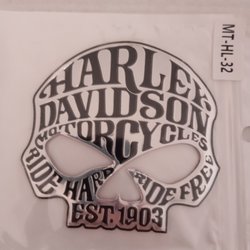 HARLEY
DAVIDSON
MOTORCYCLES
RIDE HARD RIDE FREE
EST. 1903
MT-HL-32